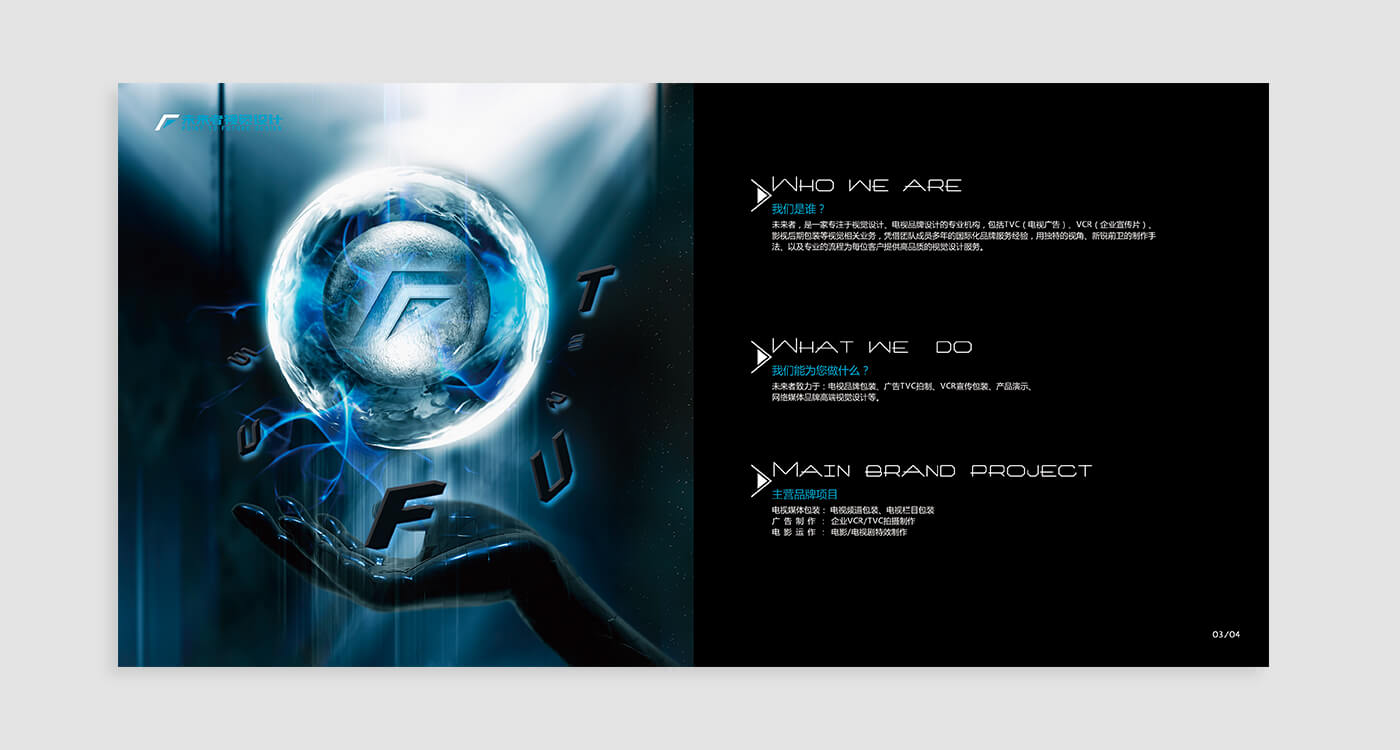 F
U
T
U
R
E
WHO WE ARE
我们是谁？
未来者，是一家专注于视觉设计、电视品牌设计的专业机构，包括TVC（电视广告）、VCR（企业宣传片）、
影视后期包装等视觉相关业务，凭借团队成员多年的国际化品牌服务经验，用独特的视角、新锐前卫的制作手
法、以及专业的流程为每位客户提供高品质的视觉设计服务。
WHAT WE DO
我们能为您做什么？
未来者致力于：电视品牌包装、广告TVC拍制、VCR宣传包装、产品演示、
网络媒体品牌高端视觉设计等。
MAIN BRAND PROJECT
主营品牌项目
电视媒体包装： 电视频道包装、电视栏目包装
广 告 制 作 ： 企业VCR/TVC拍摄制作
电 影 运 作 ： 电影/电视剧特效制作
03/04